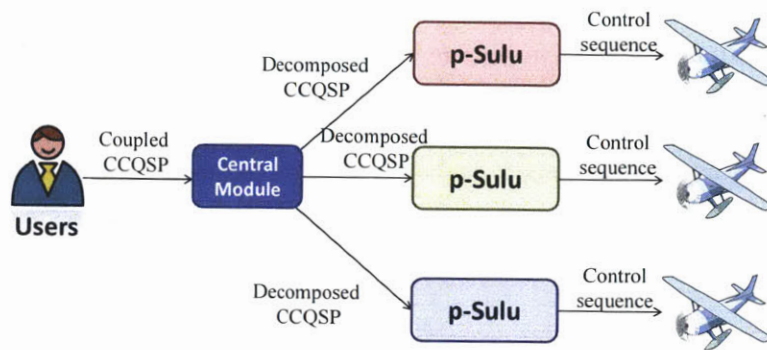 Control
sequence
p-Sulu
Decomposed
CCQSP
Coupled
CCQSP
Decomposed
CCQSP
Central
Module
p-Sulu
Control
sequence
Users
Decomposed
CCQSP
p-Sulu
Control
sequence